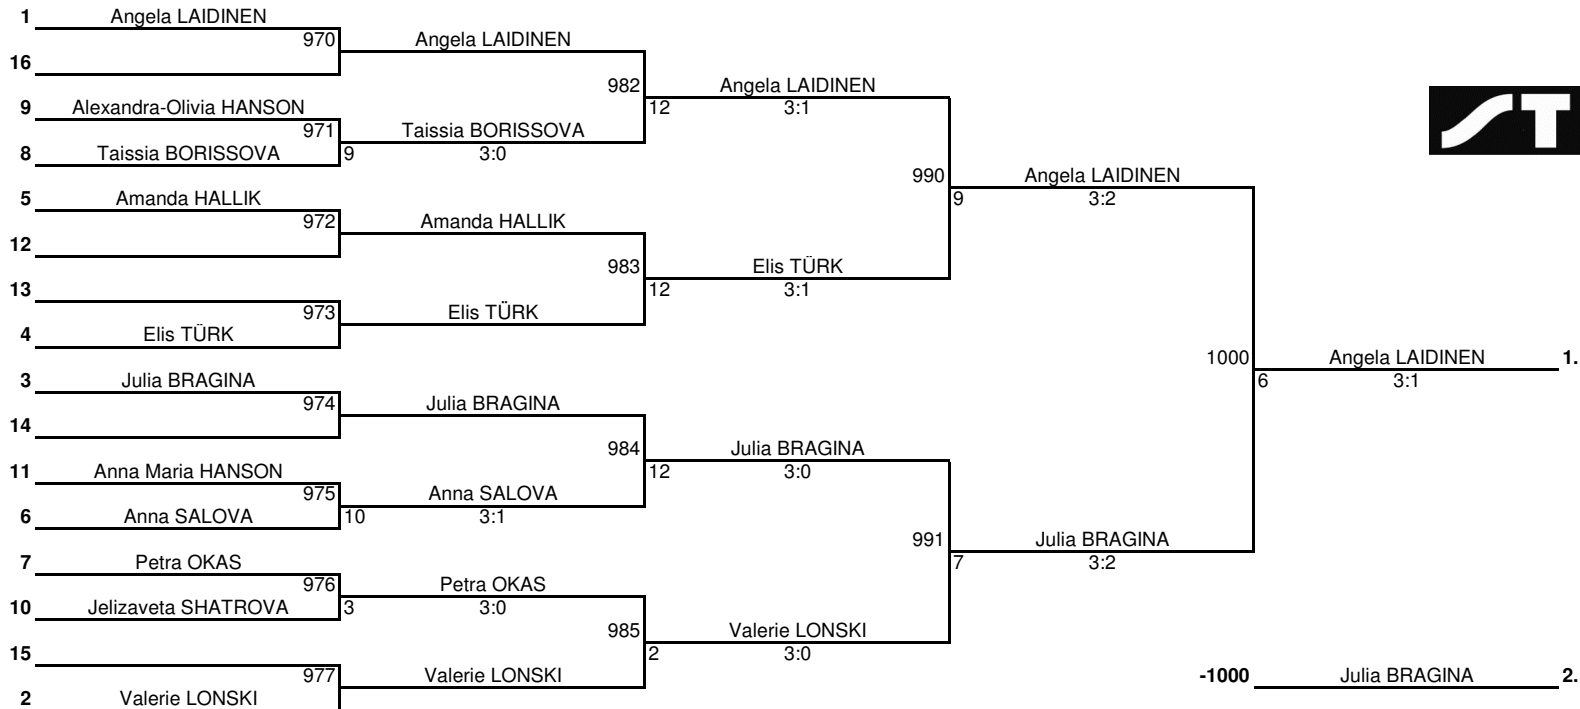 1 Angela LAIDINEN
970 Angela LAIDINEN
16
982 Angela LAIDINEN
12 3:1
9 Alexandra-Olivia HANSON
971 Taissia BORISSOVA
8 Taissia BORISSOVA 9 3:0
ST
990 Angela LAIDINEN
9 3:2
5 Amanda HALLIK
972 Amanda HALLIK
12
983 Elis TÜRK
12 3:1
13
973 Elis TÜRK
4 Elis TÜRK
1000 Angela LAIDINEN 1.
6 3:1
3 Julia BRAGINA
974 Julia BRAGINA
14
984 Julia BRAGINA
12 3:0
11 Anna Maria HANSON
975 Anna SALOVA
6 Anna SALOVA 10 3:1
991 Julia BRAGINA
7 3:2
7 Petra OKAS
976 Petra OKAS
10 Jelizaveta SHATROVA 3 3:0
985 Valerie LONSKI
2 3:0
15
977 Valerie LONSKI
2 Valerie LONSKI
-1000 Julia BRAGINA 2.